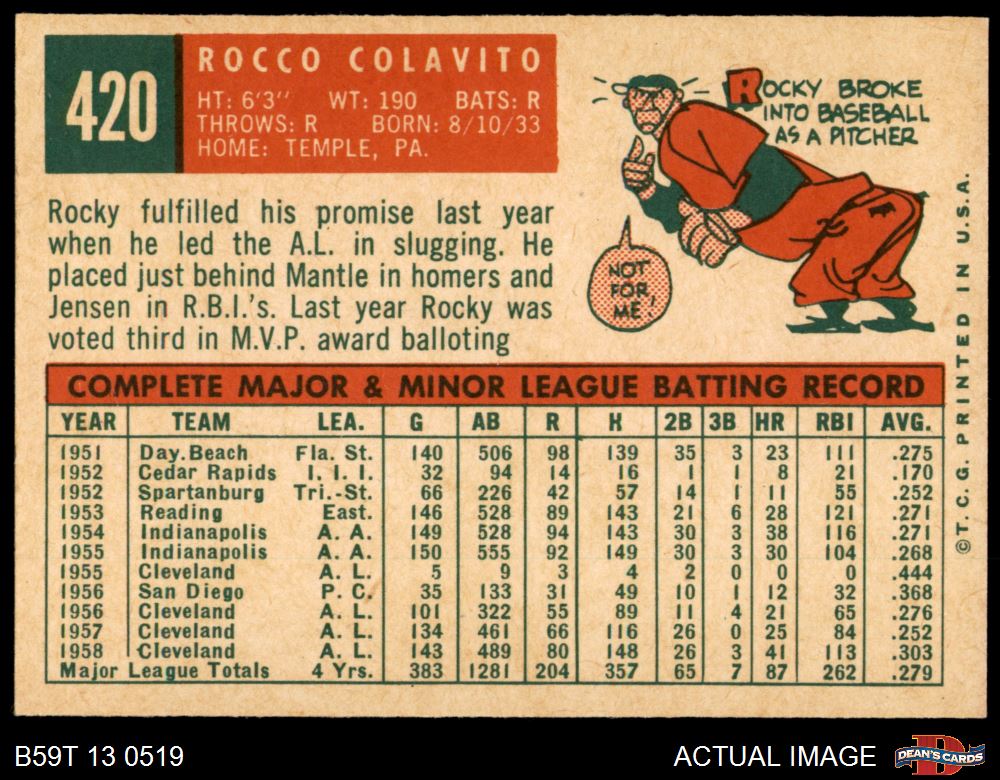 420
ROCCO COLAVITO
HT: 6'3" WT: 190 BATS: R
THROWS: R BORN: 8/10/33
HOME: TEMPLE, PA.
ROCKY BROKE
INTO BASEBALL
AS A PITCHER
NOT
FOR
ME
Rocky fulfilled his promise last year
when he led the A.L. in slugging. He
placed just behind Mantle in homers and
Jensen in R.B.I.'s. Last year Rocky was
voted third in M.V.P. award balloting
COMPLETE MAJOR & MINOR LEAGUE BATTING RECORD
YEAR TEAM LEA. G AB R H 2B 3B HR RBI AVG.
1951 Day. Beach Fla. St. 140 506 98 139 35 3 23 111 .275
1952 Cedar Rapids I. I. I. 32 94 14 16 1 1 8 21 .170
1952 Spartanburg Tri.-St. 66 226 42 57 14 1 11 55 .252
1953 Reading East. 146 528 89 143 21 6 28 121 .271
1954 Indianapolis A. A. 149 528 94 143 30 3 38 116 .271
1955 Indianapolis A. A. 150 555 92 149 30 3 30 104 .268
1955 Cleveland A. L. 5 9 3 4 2 0 0 0 .444
1956 San Diego P. C. 35 133 31 49 10 1 12 32 .368
1956 Cleveland A. L. 101 322 55 89 11 4 21 65 .276
1957 Cleveland A. L. 134 461 66 116 26 0 25 84 .252
1958 Cleveland A. L. 143 489 80 148 26 3 41 113 .303
Major League Totals 4 Yrs. 383 1281 204 357 65 7 87 262 .279
© T. C. G. PRINTED IN U.S.A.
B59T 13 0519
ACTUAL IMAGE
D
DEAN'S CARDS